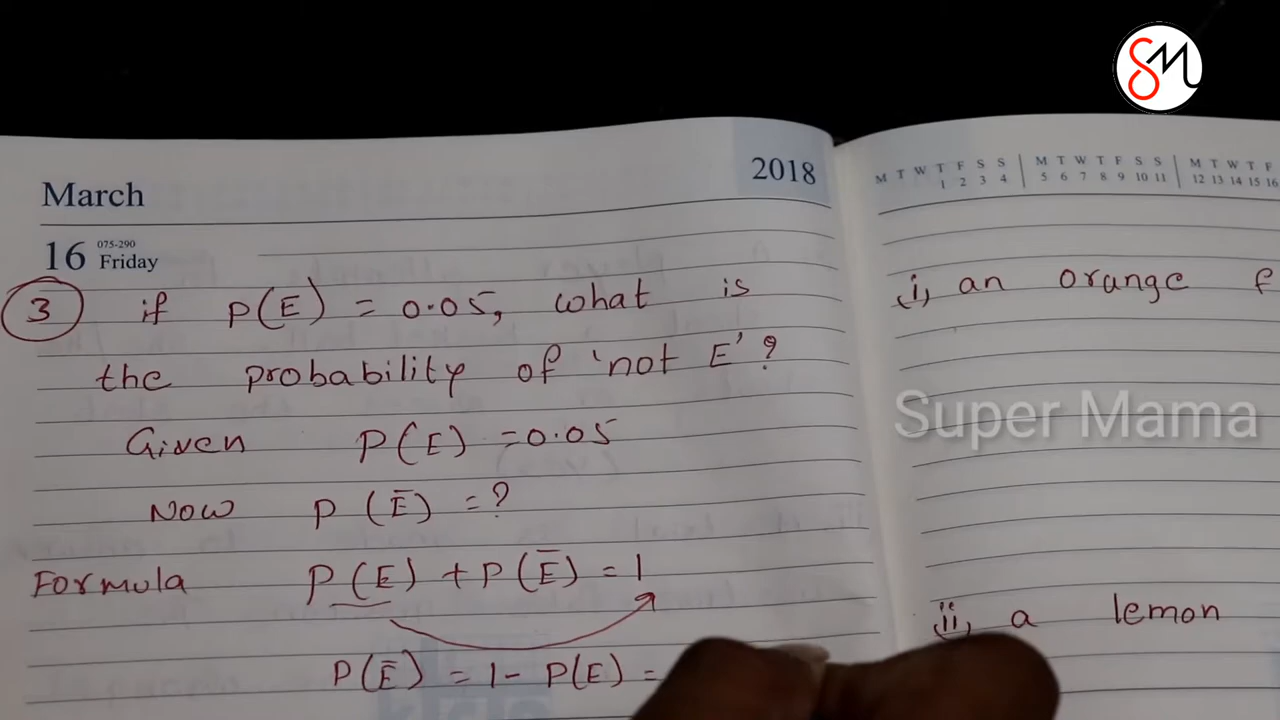 SM
March
2018
16 075-290 Friday
3 if P(E) = 0.05, what is
the probability of 'not E'?
Given P(E) = 0.05
Now P(Ē) = ?
Formula P(E) + P(Ē) = 1
P(Ē) = 1 - P(E) =
M T W T F S S M T W T F S S M T W T F
1 2 3 4 5 6 7 8 9 10 11 12 13 14 15 16
i, an orange f
Super Mama
ii, a lemon